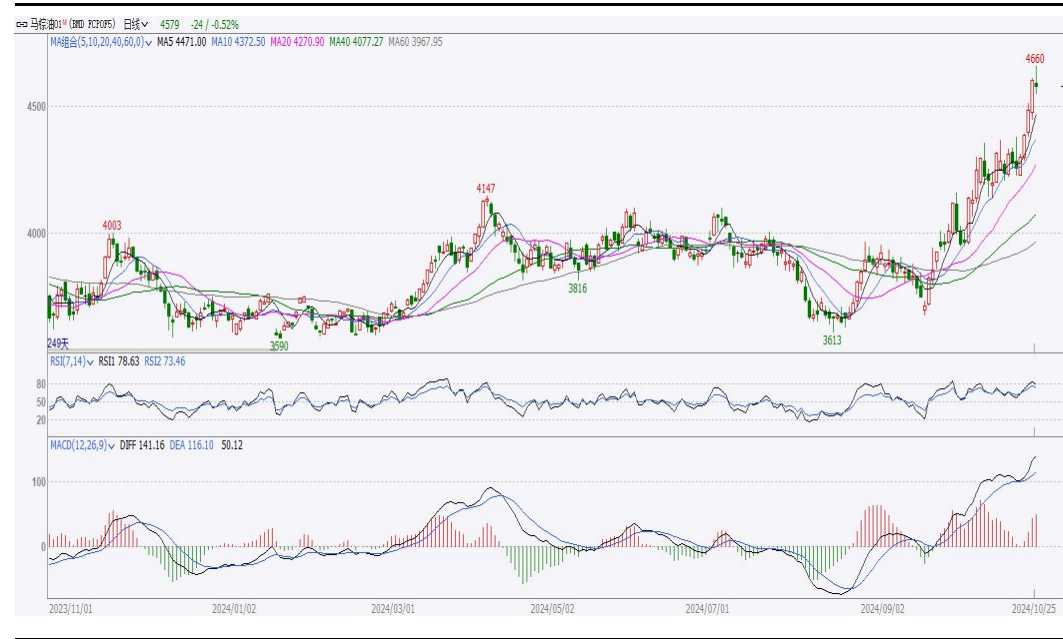 马棕油01M (BMD FCPOF5) 日线 4579 -24 / -0.52%
MA组合(5,10,20,40,60,0) MA5 4471.00 MA10 4372.50 MA20 4270.90 MA40 4077.27 MA60 3967.95
4660
4500
4147
4003
4000
3816
3613
3590
249天
RSI(7,14) RSI1 78.63 RSI2 73.46
80
50
20
MACD(12,26,9) DIFF 141.16 DEA 116.10 50.12
100
0
2023/11/01 2024/01/02 2024/03/01 2024/05/02 2024/07/01 2024/09/02 2024/10/25